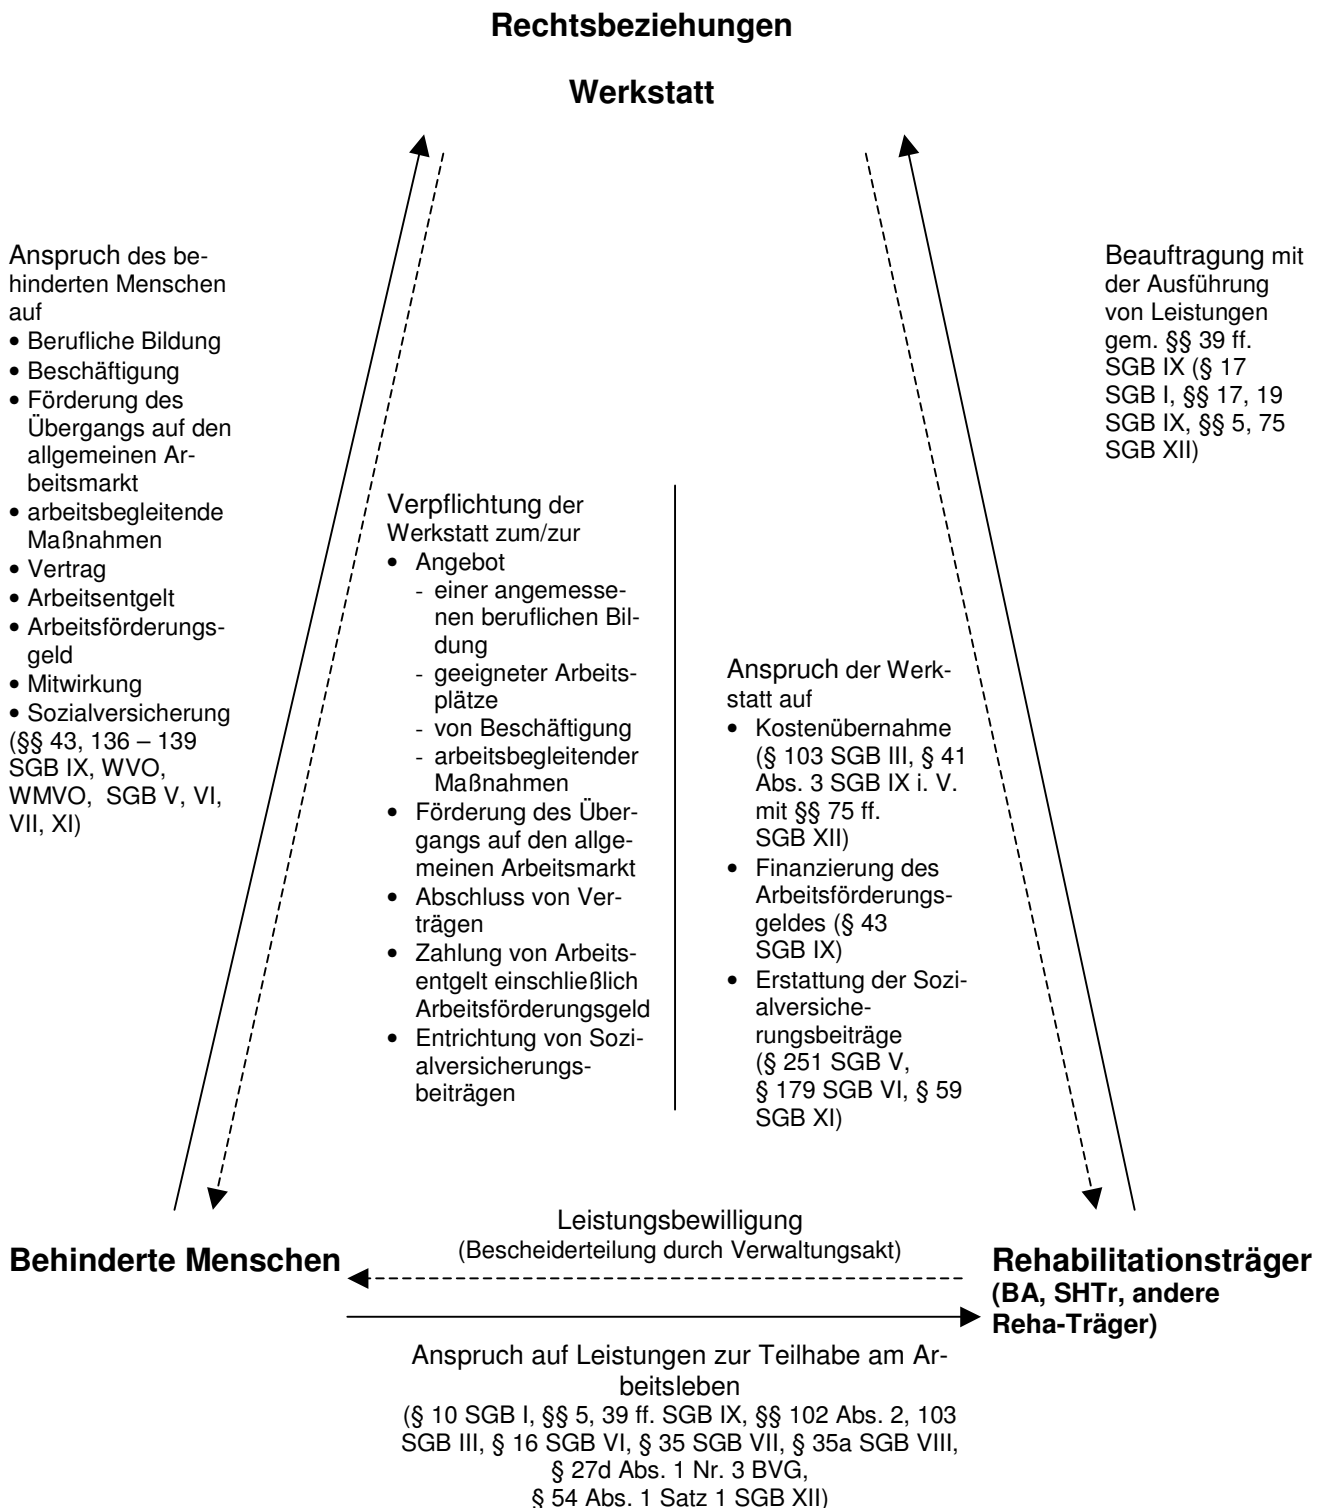 Rechtsbeziehungen
Werkstatt
Anspruch des be-
hinderten Menschen
auf
• Berufliche Bildung
• Beschäftigung
• Förderung des
Übergangs auf den
allgemeinen Ar-
beitsmarkt
• arbeitsbegleitende
Maßnahmen
• Vertrag
• Arbeitsentgelt
• Arbeitsförderungs-
geld
• Mitwirkung
• Sozialversicherung
(§§ 43, 136 – 139
SGB IX, WVO,
WMVO, SGB V, VI,
VII, XI)
Beauftragung mit
der Ausführung
von Leistungen
gem. §§ 39 ff.
SGB IX (§ 17
SGB I, §§ 17, 19
SGB IX, §§ 5, 75
SGB XII)
Verpflichtung der
Werkstatt zum/zur
• Angebot
- einer angemesse-
nen beruflichen Bil-
dung
- geeigneter Arbeits-
plätze
- von Beschäftigung
- arbeitsbegleitender
Maßnahmen
• Förderung des Über-
gangs auf den allge-
meinen Arbeitsmarkt
• Abschluss von Ver-
trägen
• Zahlung von Arbeits-
entgelt einschließlich
Arbeitsförderungsgeld
• Entrichtung von Sozi-
alversicherungs-
beiträgen
Anspruch der Werk-
statt auf
• Kostenübernahme
(§ 103 SGB III, § 41
Abs. 3 SGB IX i. V.
mit §§ 75 ff.
SGB XII)
• Finanzierung des
Arbeitsförderungs-
geldes (§ 43
SGB IX)
• Erstattung der Sozi-
alversiche-
rungsbeiträge
(§ 251 SGB V,
§ 179 SGB VI, § 59
SGB XI)
Leistungsbewilligung
(Bescheiderteilung durch Verwaltungsakt)
Behinderte Menschen
Rehabilitationsträger
(BA, SHTr, andere
Reha-Träger)
Anspruch auf Leistungen zur Teilhabe am Ar-
beitsleben
(§ 10 SGB I, §§ 5, 39 ff. SGB IX, §§ 102 Abs. 2, 103
SGB III, § 16 SGB VI, § 35 SGB VII, § 35a SGB VIII,
§ 27d Abs. 1 Nr. 3 BVG,
§ 54 Abs. 1 Satz 1 SGB XII)